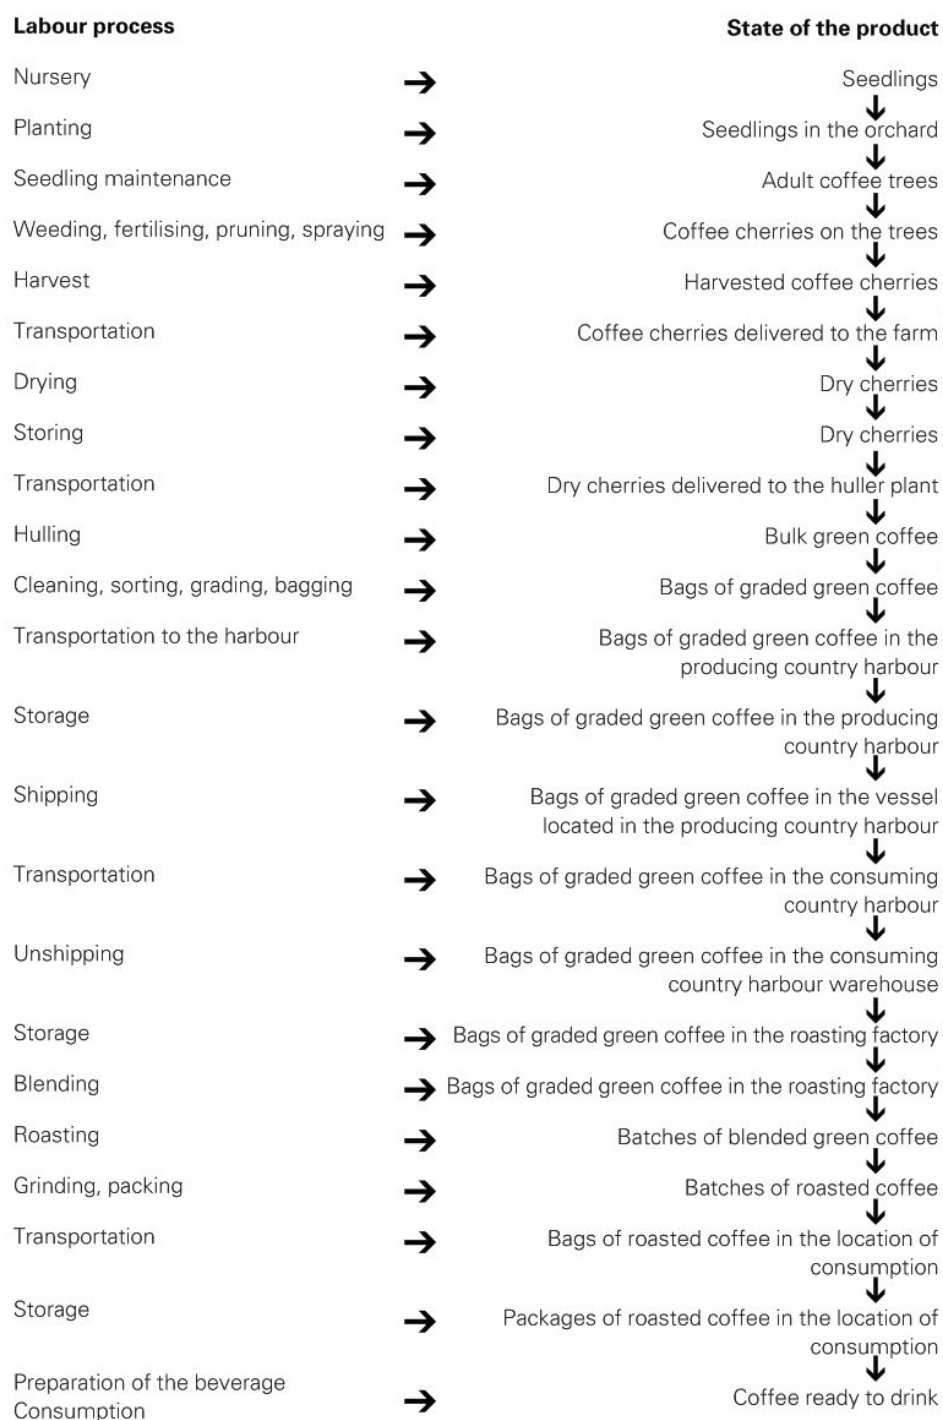 Labour process
State of the product
Nursery → Seedlings
↓
Planting → Seedlings in the orchard
↓
Seedling maintenance → Adult coffee trees
↓
Weeding, fertilising, pruning, spraying → Coffee cherries on the trees
↓
Harvest → Harvested coffee cherries
↓
Transportation → Coffee cherries delivered to the farm
↓
Drying → Dry cherries
↓
Storing → Dry cherries
↓
Transportation → Dry cherries delivered to the huller plant
↓
Hulling → Bulk green coffee
↓
Cleaning, sorting, grading, bagging → Bags of graded green coffee
↓
Transportation to the harbour → Bags of graded green coffee in the
producing country harbour
↓
Storage → Bags of graded green coffee in the producing
country harbour
↓
Shipping → Bags of graded green coffee in the vessel
located in the producing country harbour
↓
Transportation → Bags of graded green coffee in the consuming
country harbour
↓
Unshipping → Bags of graded green coffee in the consuming
country harbour warehouse
↓
Storage → Bags of graded green coffee in the roasting factory
↓
Blending → Bags of graded green coffee in the roasting factory
↓
Roasting → Batches of blended green coffee
↓
Grinding, packing → Batches of roasted coffee
↓
Transportation → Bags of roasted coffee in the location of
consumption
↓
Storage → Packages of roasted coffee in the location of
consumption
↓
Preparation of the beverage
Consumption → Coffee ready to drink